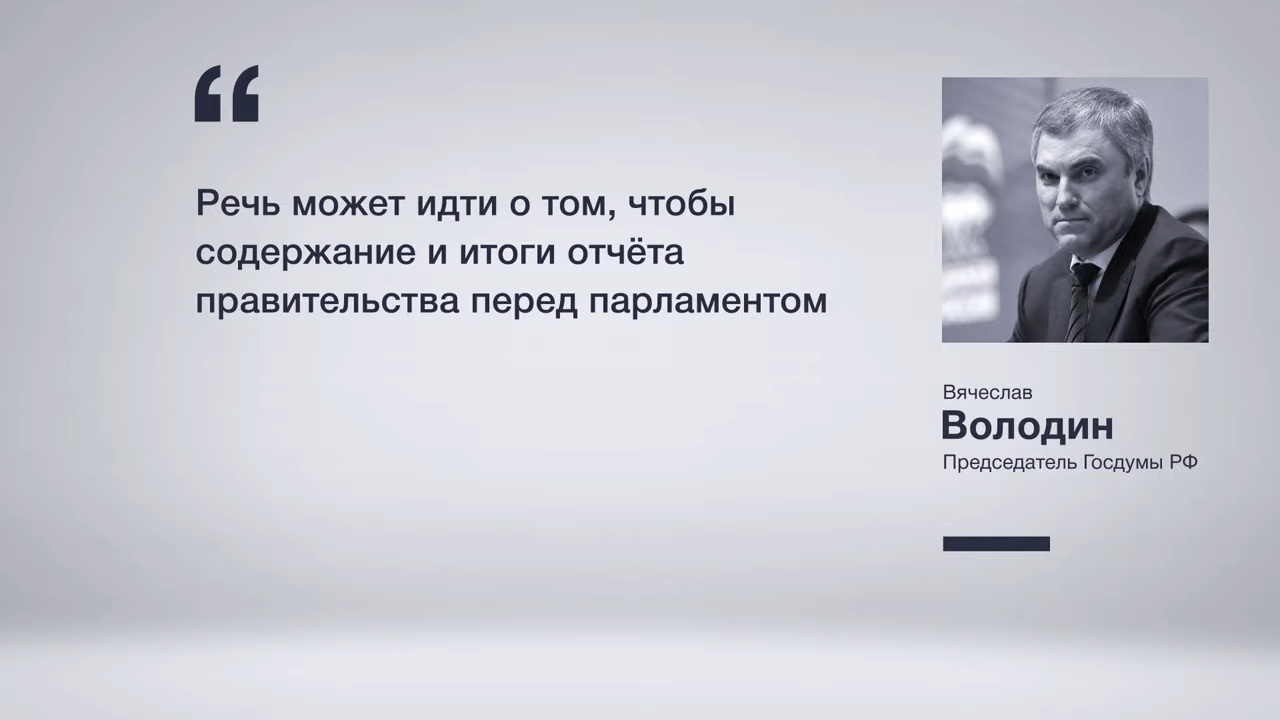 “
Речь может идти о том, чтобы
содержание и итоги отчёта
правительства перед парламентом
Вячеслав
Володин
Председатель Госдумы РФ